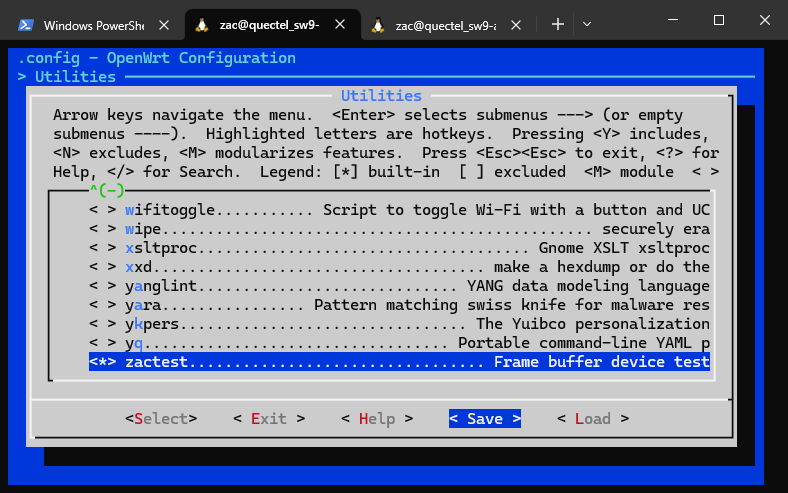 Windows PowerShe
zac@quectel_sw9-
zac@quectel_sw9-a
.config - OpenWrt Configuration
> Utilities
Utilities
Arrow keys navigate the menu.  <Enter> selects submenus ---> (or empty
submenus ----).  Highlighted letters are hotkeys.  Pressing <Y> includes,
<N> excludes, <M> modularizes features.  Press <Esc><Esc> to exit, <?> for
Help, </> for Search.  Legend: [*] built-in  [ ] excluded  <M> module  < >
^(-)
< > wifitoggle........... Script to toggle Wi-Fi with a button and UC
< > wipe................................................ securely era
< > xsltproc..................................... Gnome XSLT xsltproc
< > xxd.................................... make a hexdump or do the
< > yanglint............................. YANG data modeling language
< > yara................ Pattern matching swiss knife for malware res
< > ykpers................................ The Yuibco personalization
< > yq.................................. Portable command-line YAML p
<*> zactest.................................. Frame buffer device test
<Select>    < Exit >    < Help >    < Save >    < Load >